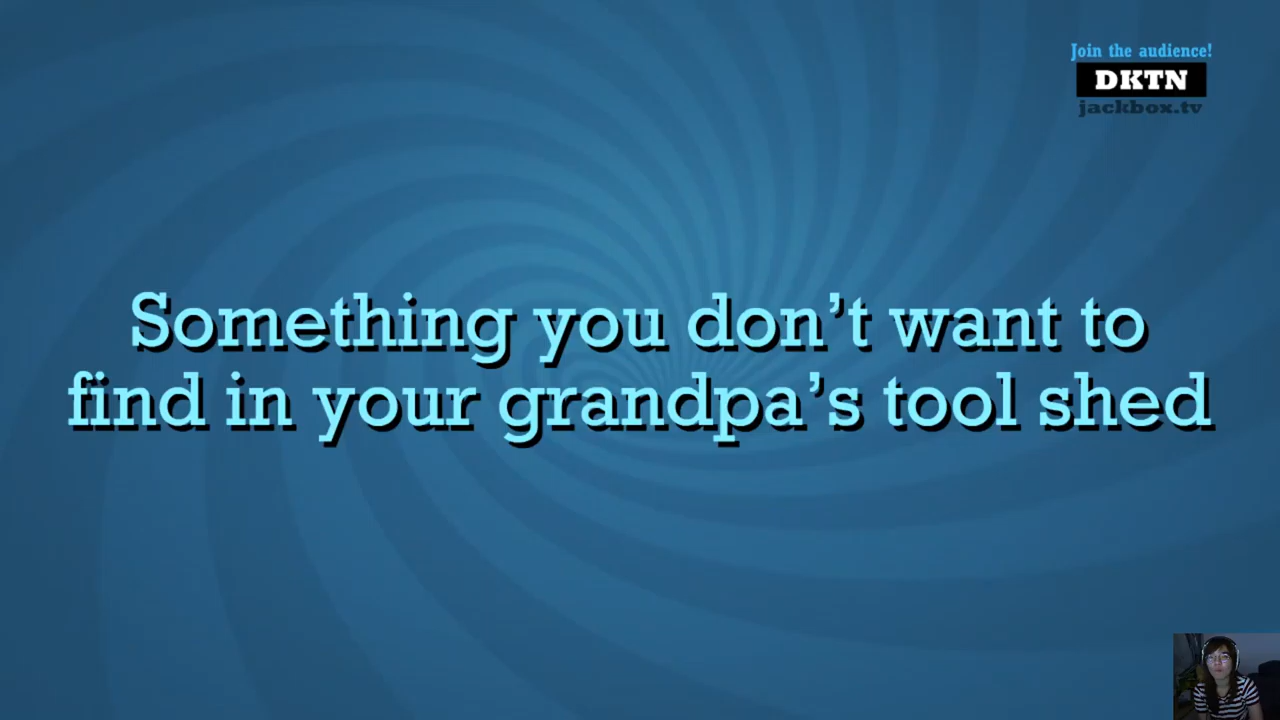 Join the audience!
DKTN
jackbox.tv
Something you don’t want to
find in your grandpa’s tool shed